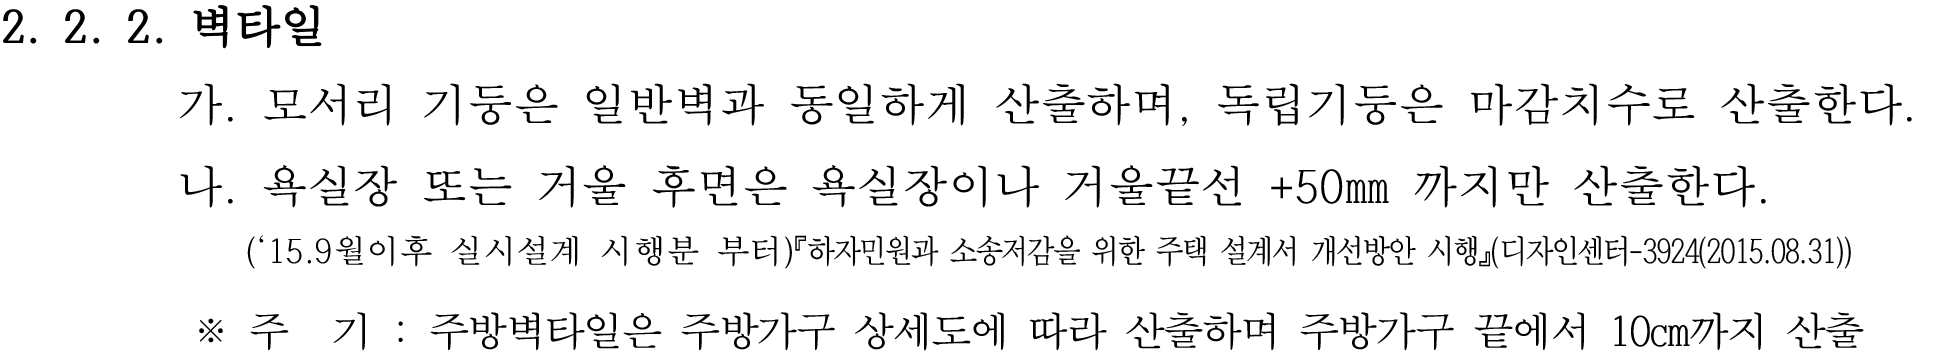 2. 2. 2. 벽타일
가. 모서리 기둥은 일반벽과 동일하게 산출하며, 독립기둥은 마감치수로 산출한다.
나. 욕실장 또는 거울 후면은 욕실장이나 거울끝선 +50㎜ 까지만 산출한다.
(‘15.9월이후 실시설계 시행분 부터)『하자민원과 소송저감을 위한 주택 설계서 개선방안 시행』(디자인센터-3924(2015.08.31))
※ 주 기 : 주방벽타일은 주방가구 상세도에 따라 산출하며 주방가구 끝에서 10㎝까지 산출